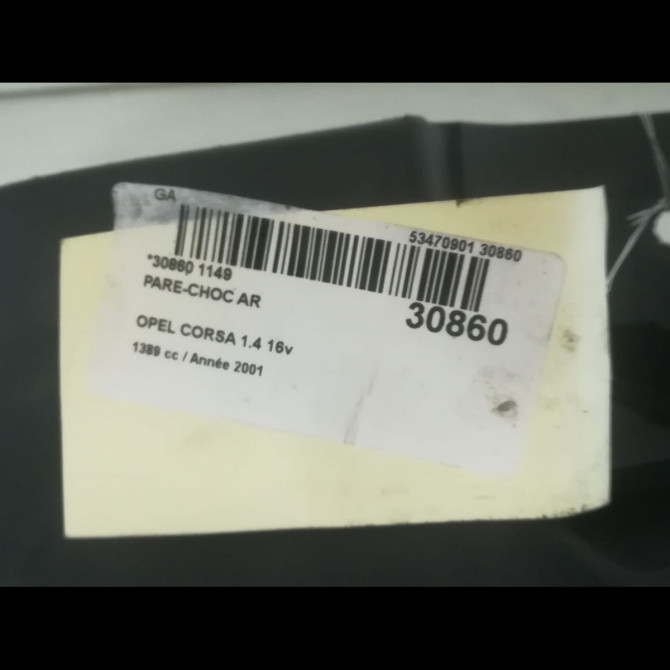 GA
53470901 30860
*30860 1149
PARE-CHOC AR
30860
OPEL CORSA 1.4 16v
1389 cc / Année 2001